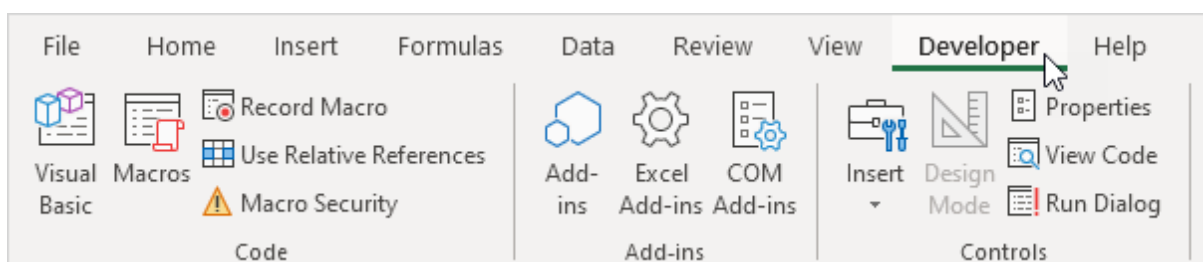 File Home Insert Formulas Data Review View Developer Help
Visual Basic
Macros
Record Macro
Use Relative References
Macro Security
Code
Add-
ins
Excel
Add-ins
COM
Add-ins
Add-ins
Insert
Design
Mode
Properties
View Code
Run Dialog
Controls